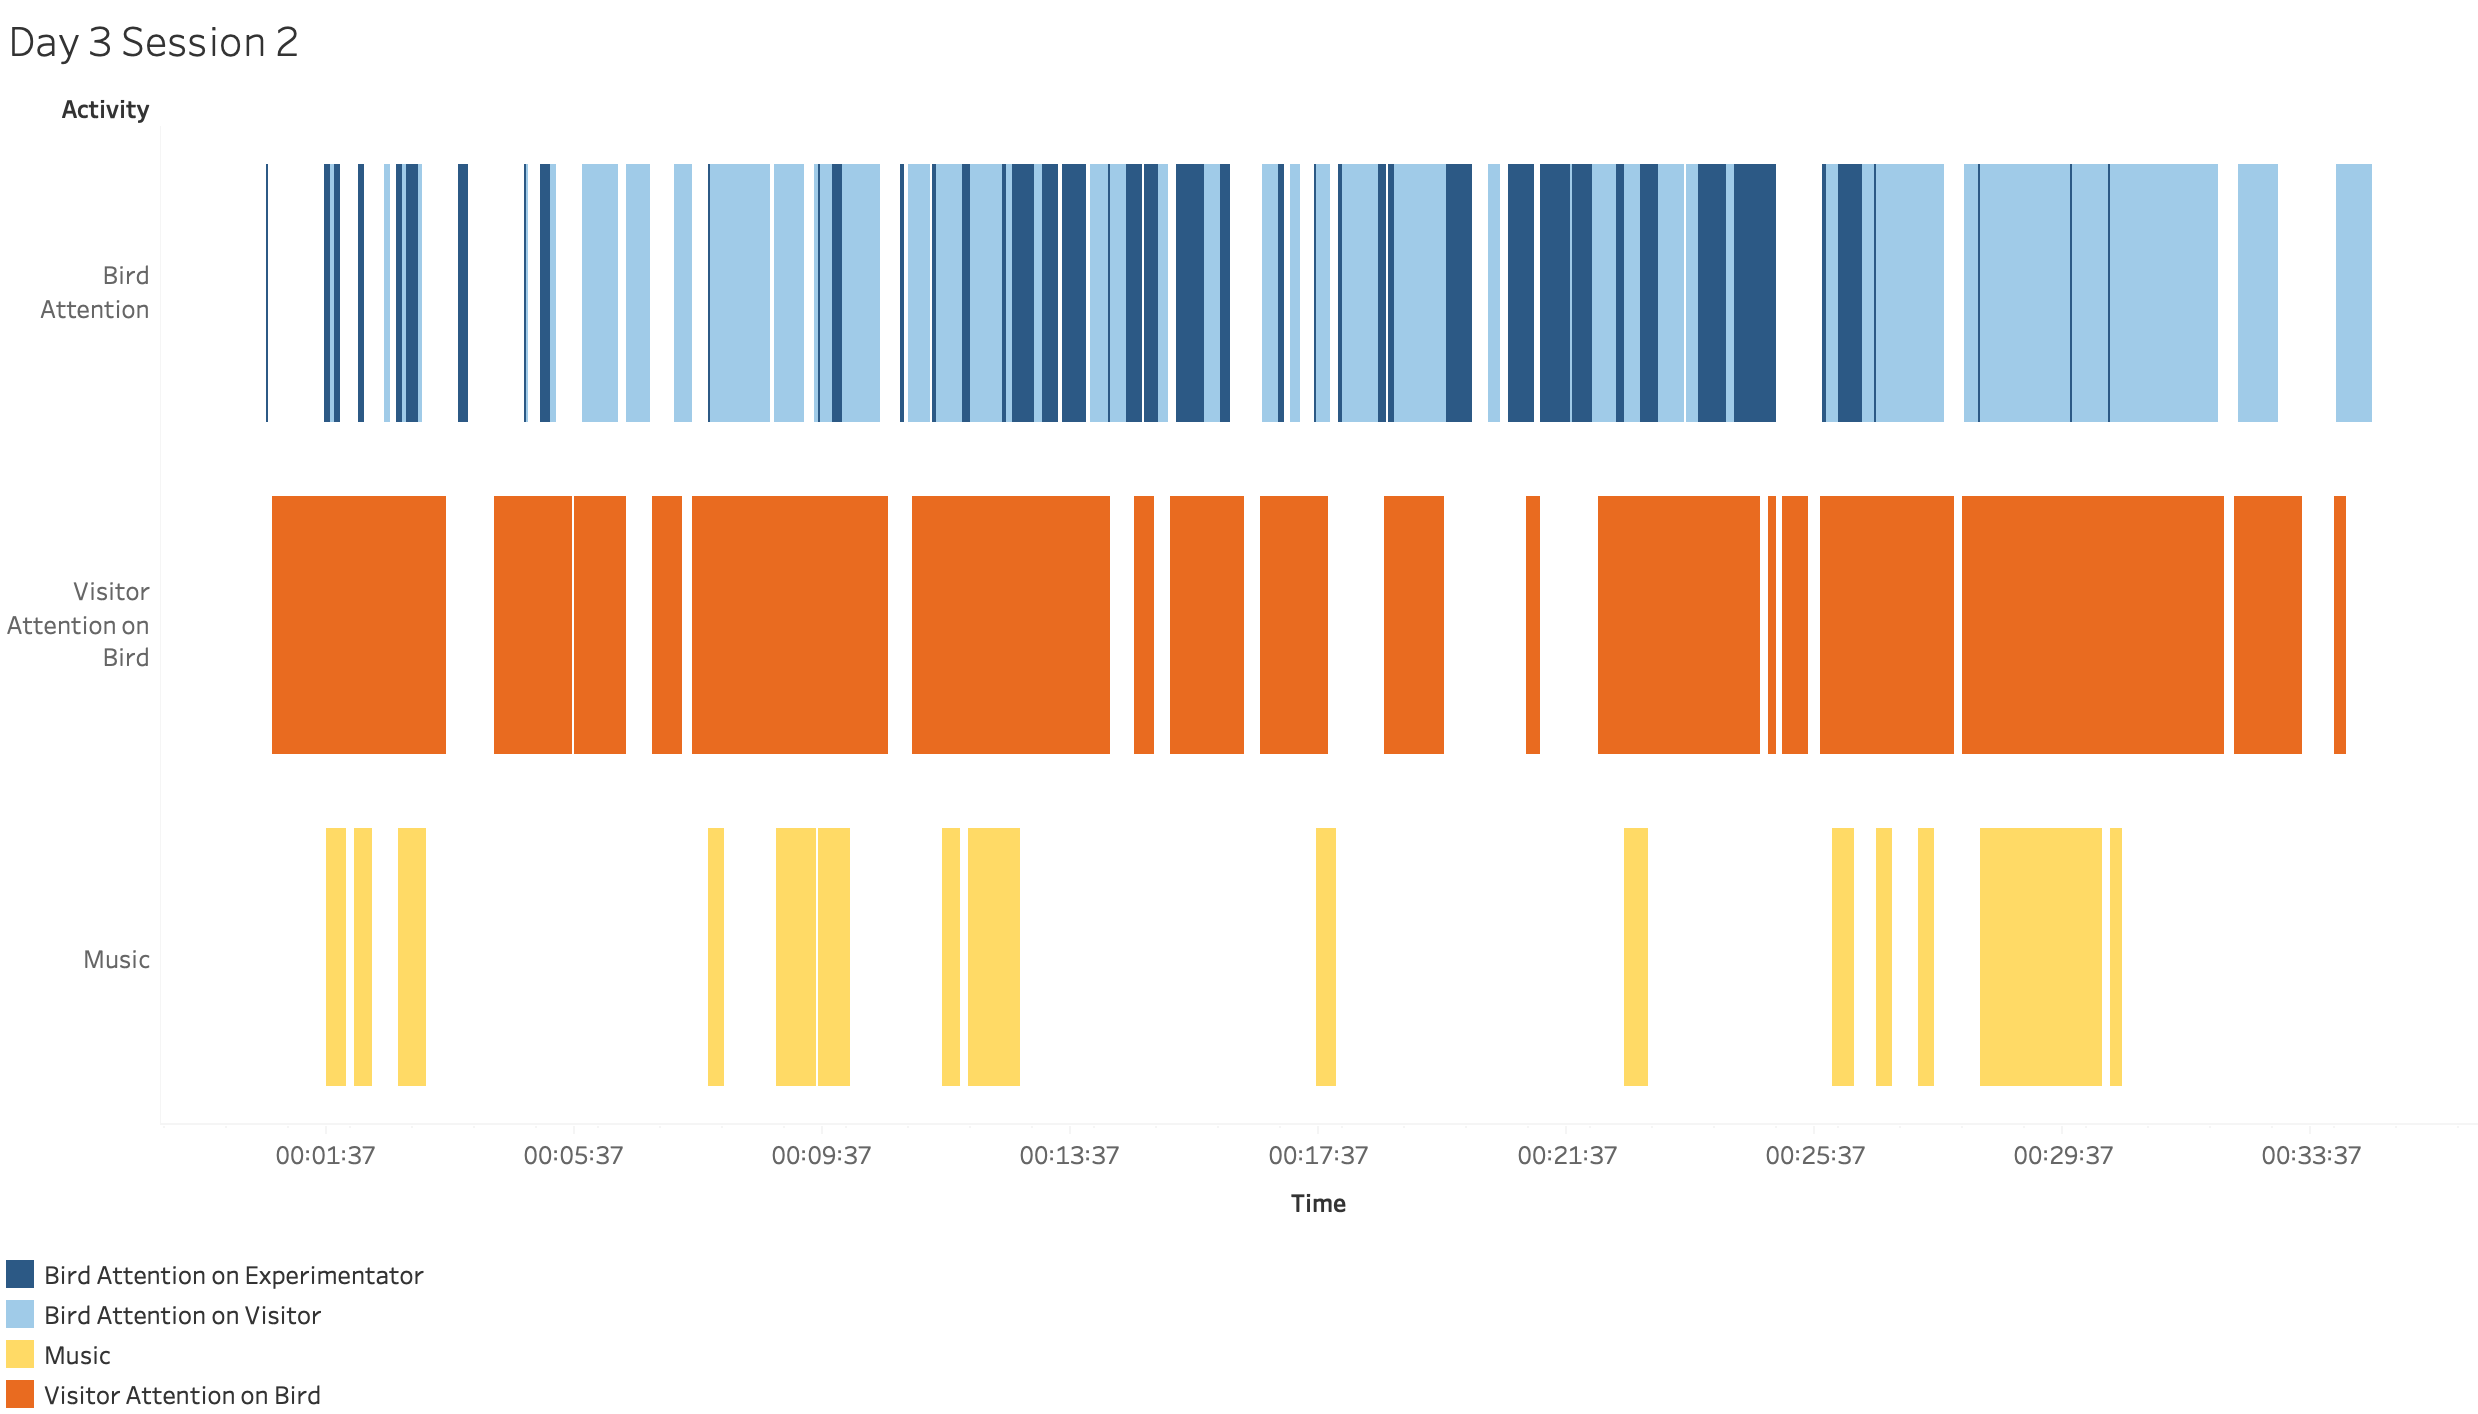 Day 3 Session 2
Activity
Bird
Attention
Visitor
Attention on
Bird
Music
00:01:37 00:05:37 00:09:37 00:13:37 00:17:37 00:21:37 00:25:37 00:29:37 00:33:37
Time
Bird Attention on Experimentator
Bird Attention on Visitor
Music
Visitor Attention on Bird